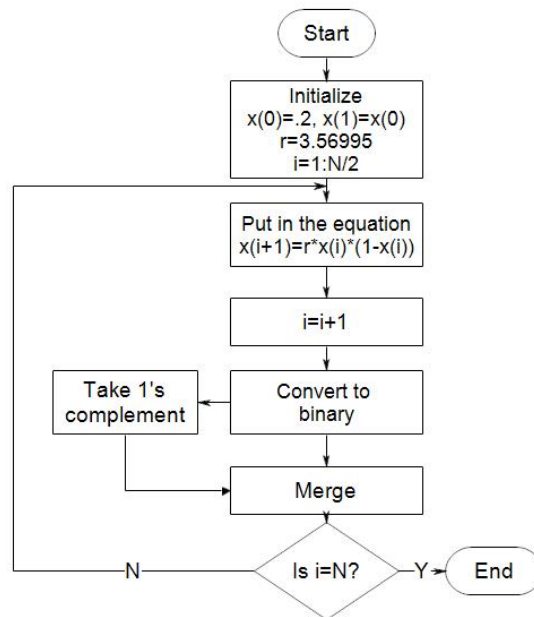 Start
Initialize
x(0)=.2, x(1)=x(0)
r=3.56995
i=1:N/2
Put in the equation
x(i+1)=r*x(i)*(1-x(i))
i=i+1
Take 1's
complement
Convert to
binary
Merge
N
Is i=N?
Y
End